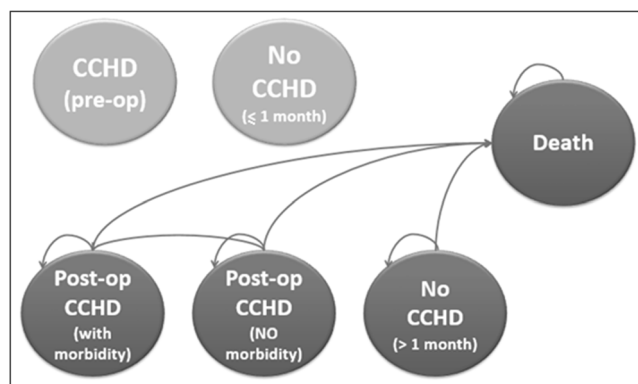 CCHD
(pre-op)
No
CCHD
(≤ 1 month)
Death
Post-op
CCHD
(with
morbidity)
Post-op
CCHD
(NO
morbidity)
No
CCHD
(> 1 month)